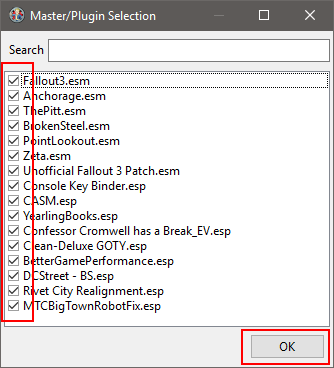 Master/Plugin Selection
Search
Fallout3.esm
Anchorage.esm
ThePitt.esm
BrokenSteel.esm
PointLookout.esm
Zeta.esm
Unofficial Fallout 3 Patch.esm
Console Key Binder.esp
CASM.esp
YearlingBooks.esp
Confessor Cromwell has a Break_EV.esp
Clean-Deluxe GOTY.esp
BetterGamePerformance.esp
DCStreet - BS.esp
Rivet City Realignment.esp
MTCBigTownRobotFix.esp
OK